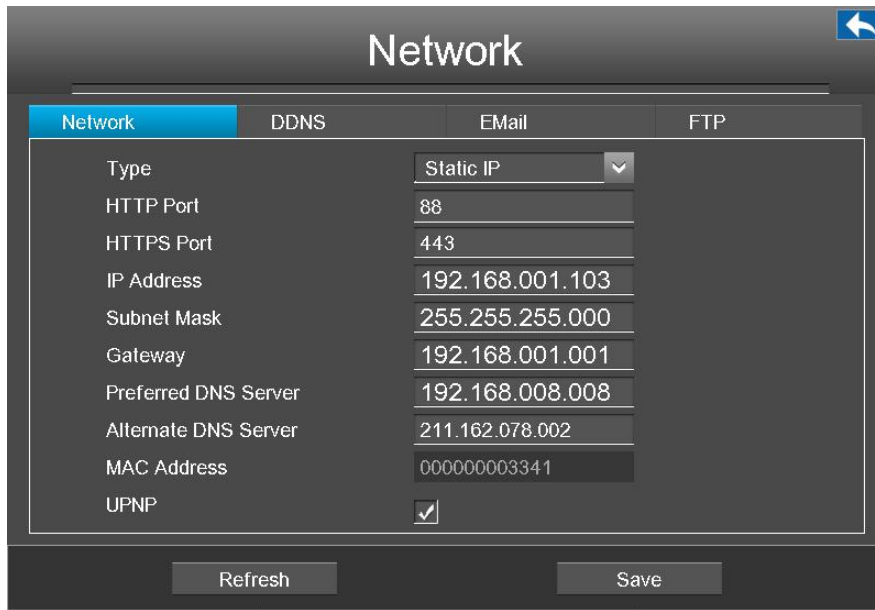 Network
Network DDNS EMail FTP
Type Static IP
HTTP Port 88
HTTPS Port 443
IP Address 192.168.001.103
Subnet Mask 255.255.255.000
Gateway 192.168.001.001
Preferred DNS Server 192.168.008.008
Alternate DNS Server 211.162.078.002
MAC Address 000000003341
UPNP
Refresh Save